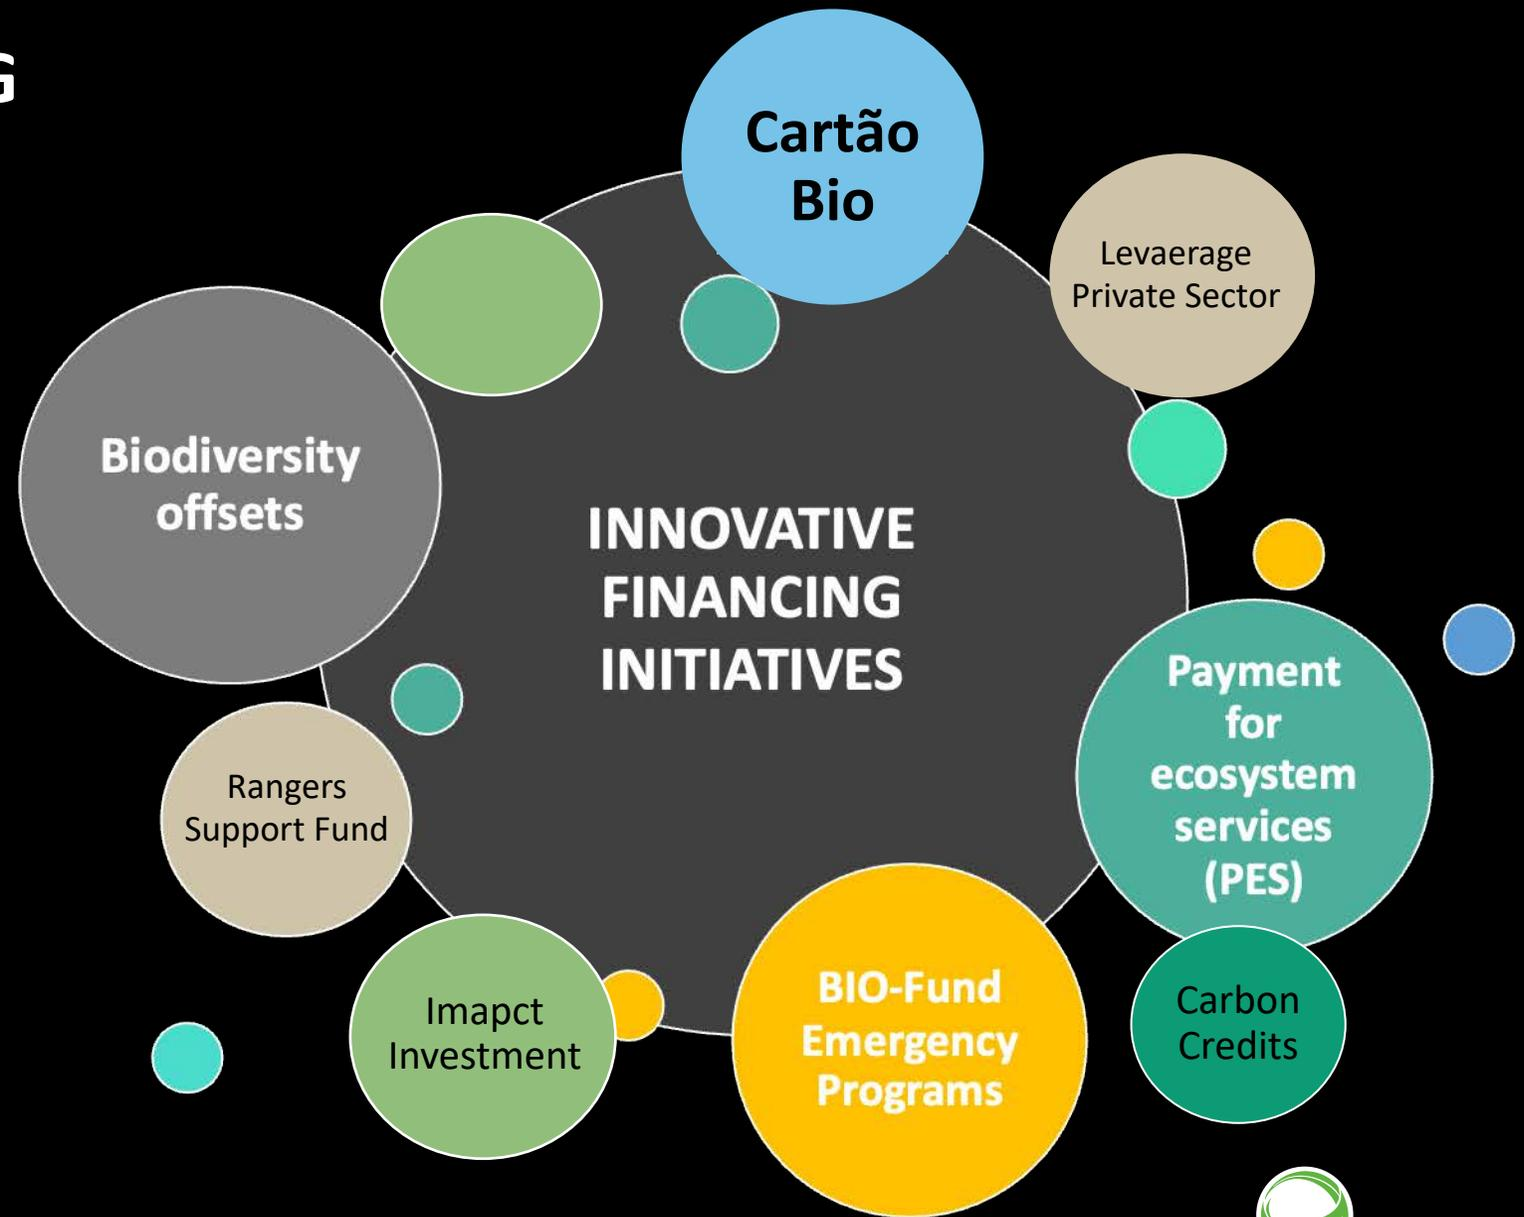 G
Cartão
Bio
Levaerage
Private Sector
Biodiversity
offsets
INNOVATIVE
FINANCING
INITIATIVES
Payment
for
ecosystem
services
(PES)
Rangers
Support Fund
Imapct
Investment
BIO-Fund
Emergency
Programs
Carbon
Credits